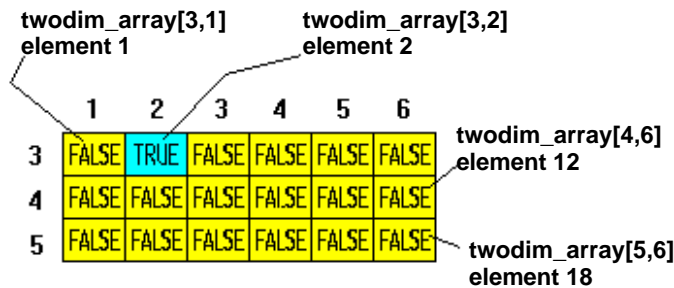 twodim_array[3,1]
element 1
twodim_array[3,2]
element 2
1 2 3 4 5 6
3 FALSE TRUE FALSE FALSE FALSE FALSE
twodim_array[4,6]
element 12
4 FALSE FALSE FALSE FALSE FALSE FALSE
5 FALSE FALSE FALSE FALSE FALSE FALSE
twodim_array[5,6]
element 18